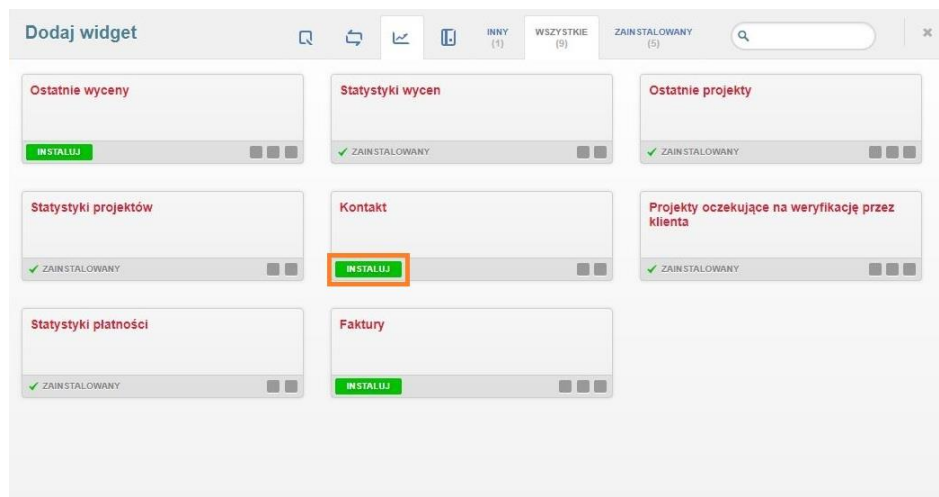 Dodaj widget
INNY
(1)
WSZYSTKIE
(9)
ZAINSTALOWANY
(5)
Ostatnie wyceny
INSTALUJ
Statystyki wycen
ZAINSTALOWANY
Ostatnie projekty
ZAINSTALOWANY
Statystyki projektów
ZAINSTALOWANY
Kontakt
INSTALUJ
Projekty oczekujące na weryfikację przez
klienta
ZAINSTALOWANY
Statystyki płatności
ZAINSTALOWANY
Faktury
INSTALUJ